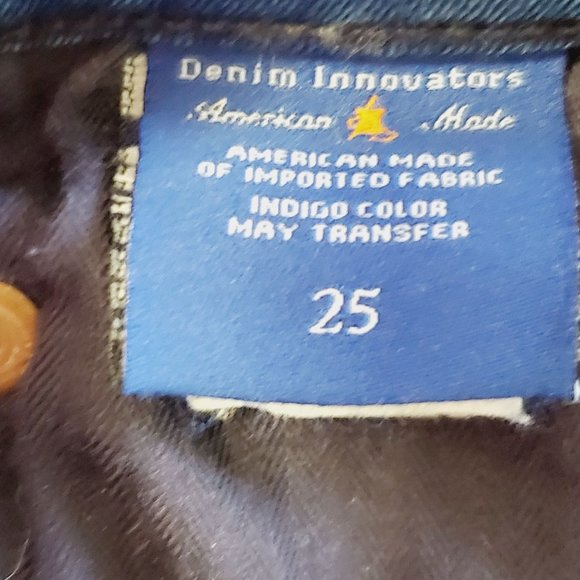 Denim Innovators
American Made
AMERICAN MADE
OF IMPORTED FABRIC
INDIGO COLOR
MAY TRANSFER
25